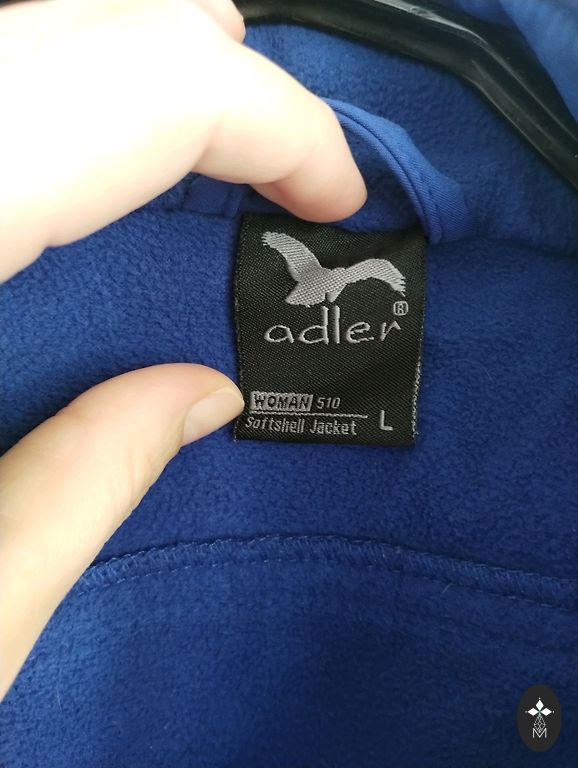 adler®
WOMAN 510
Softshell Jacket
L
M